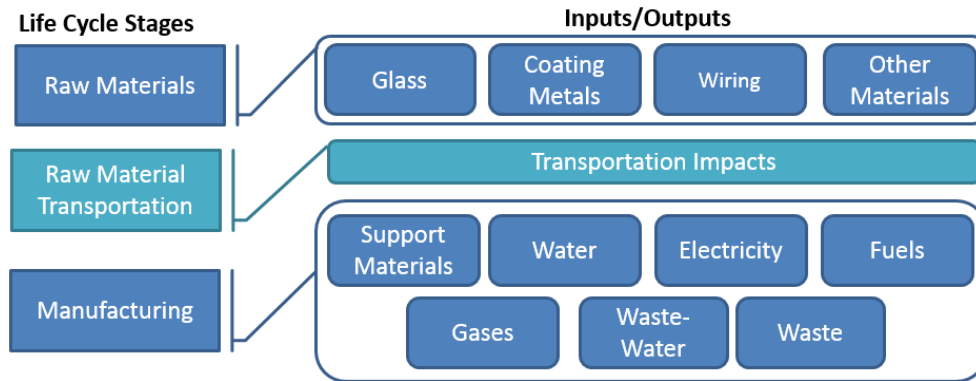 Life Cycle Stages
Inputs/Outputs
Raw Materials
Glass
Coating
Metals
Wiring
Other
Materials
Raw Material
Transportation
Transportation Impacts
Manufacturing
Support
Materials
Water
Electricity
Fuels
Gases
Waste-
Water
Waste